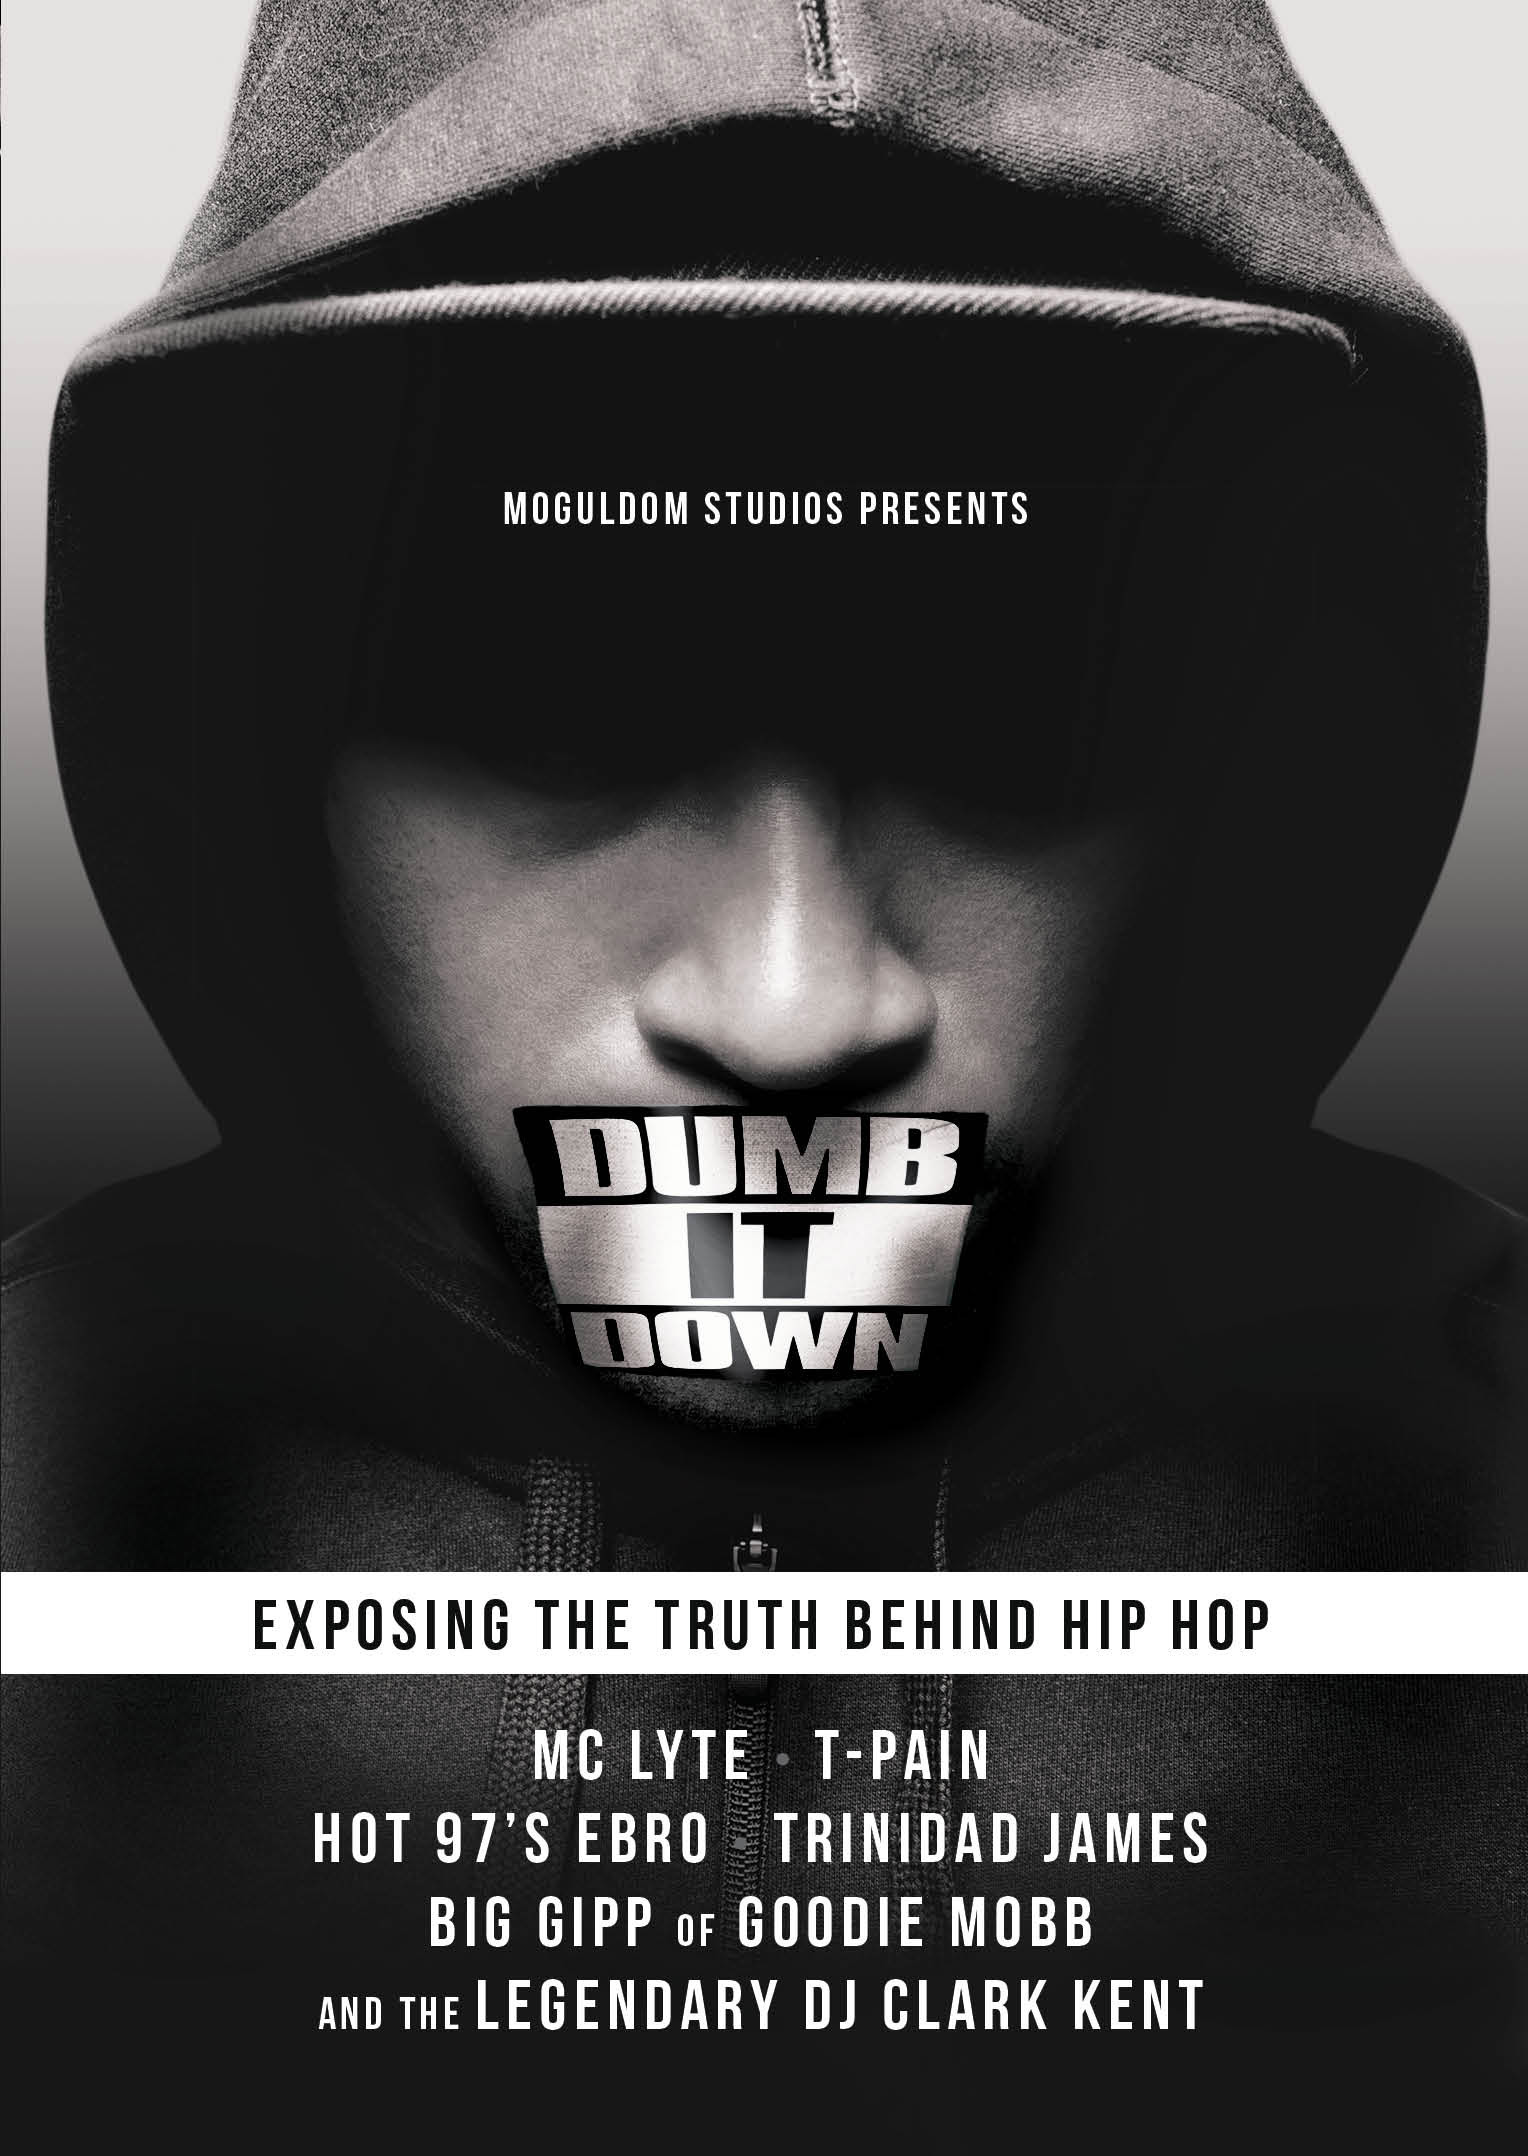 MOGULDOM STUDIOS PRESENTS
DUMB
IT
DOWN
EXPOSING THE TRUTH BEHIND HIP HOP
MC LYTE • T-PAIN
HOT 97'S EBRO • TRINIDAD JAMES
BIG GIPP OF GOODIE MOBB
AND THE LEGENDARY DJ CLARK KENT